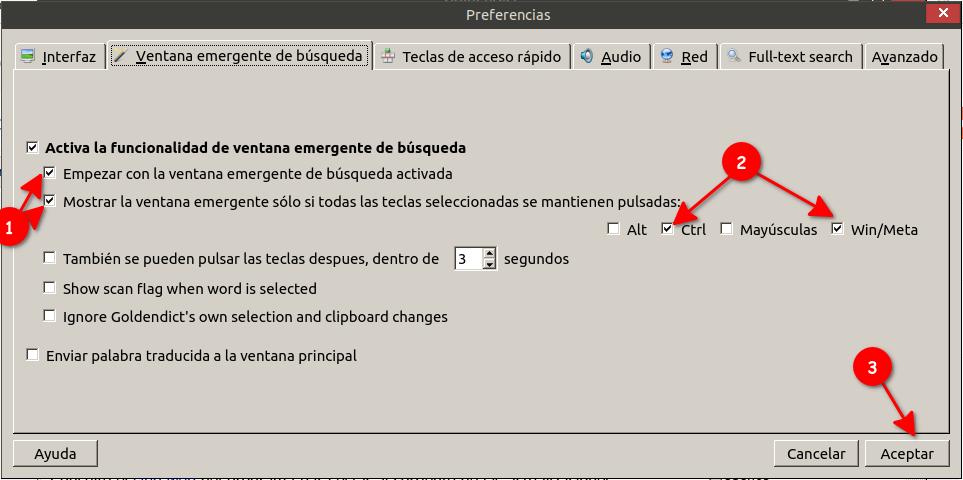 Preferencias
Interfaz Ventana emergente de búsqueda Teclas de acceso rápido Audio Red Full-text search Avanzado
Activa la funcionalidad de ventana emergente de búsqueda
Empezar con la ventana emergente de búsqueda activada
2
1
Mostrar la ventana emergente sólo si todas las teclas seleccionadas se mantienen pulsadas:
Alt Ctrl Mayúsculas Win/Meta
También se pueden pulsar las teclas despues, dentro de 3 segundos
Show scan flag when word is selected
Ignore Goldendict's own selection and clipboard changes
Enviar palabra traducida a la ventana principal
3
Ayuda Cancelar Aceptar